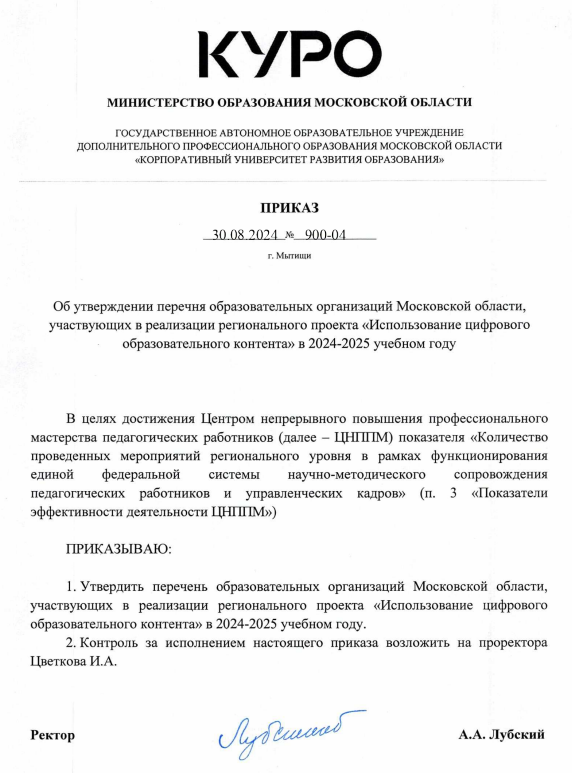 КУРО
МИНИСТЕРСТВО ОБРАЗОВАНИЯ МОСКОВСКОЙ ОБЛАСТИ
ГОСУДАРСТВЕННОЕ АВТОНОМНОЕ ОБРАЗОВАТЕЛЬНОЕ УЧРЕЖДЕНИЕ
ДОПОЛНИТЕЛЬНОГО ПРОФЕССИОНАЛЬНОГО ОБРАЗОВАНИЯ МОСКОВСКОЙ ОБЛАСТИ
«КОРПОРАТИВНЫЙ УНИВЕРСИТЕТ РАЗВИТИЯ ОБРАЗОВАНИЯ»
ПРИКАЗ
30.08.2024 № 900-04
г. Мытищи
Об утверждении перечня образовательных организаций Московской области,
участвующих в реализации регионального проекта «Использование цифрового
образовательного контента» в 2024-2025 учебном году
В целях достижения Центром непрерывного повышения профессионального
мастерства педагогических работников (далее – ЦНППМ) показателя «Количество
проведенных мероприятий регионального уровня в рамках функционирования
единой федеральной системы научно-методического сопровождения
педагогических работников и управленческих кадров» (п. 3 «Показатели
эффективности деятельности ЦНППМ»)
ПРИКАЗЫВАЮ:
1. Утвердить перечень образовательных организаций Московской области,
участвующих в реализации регионального проекта «Использование цифрового
образовательного контента» в 2024-2025 учебном году.
2. Контроль за исполнением настоящего приказа возложить на проректора
Цветкова И.А.
Ректор А.А. Лубский